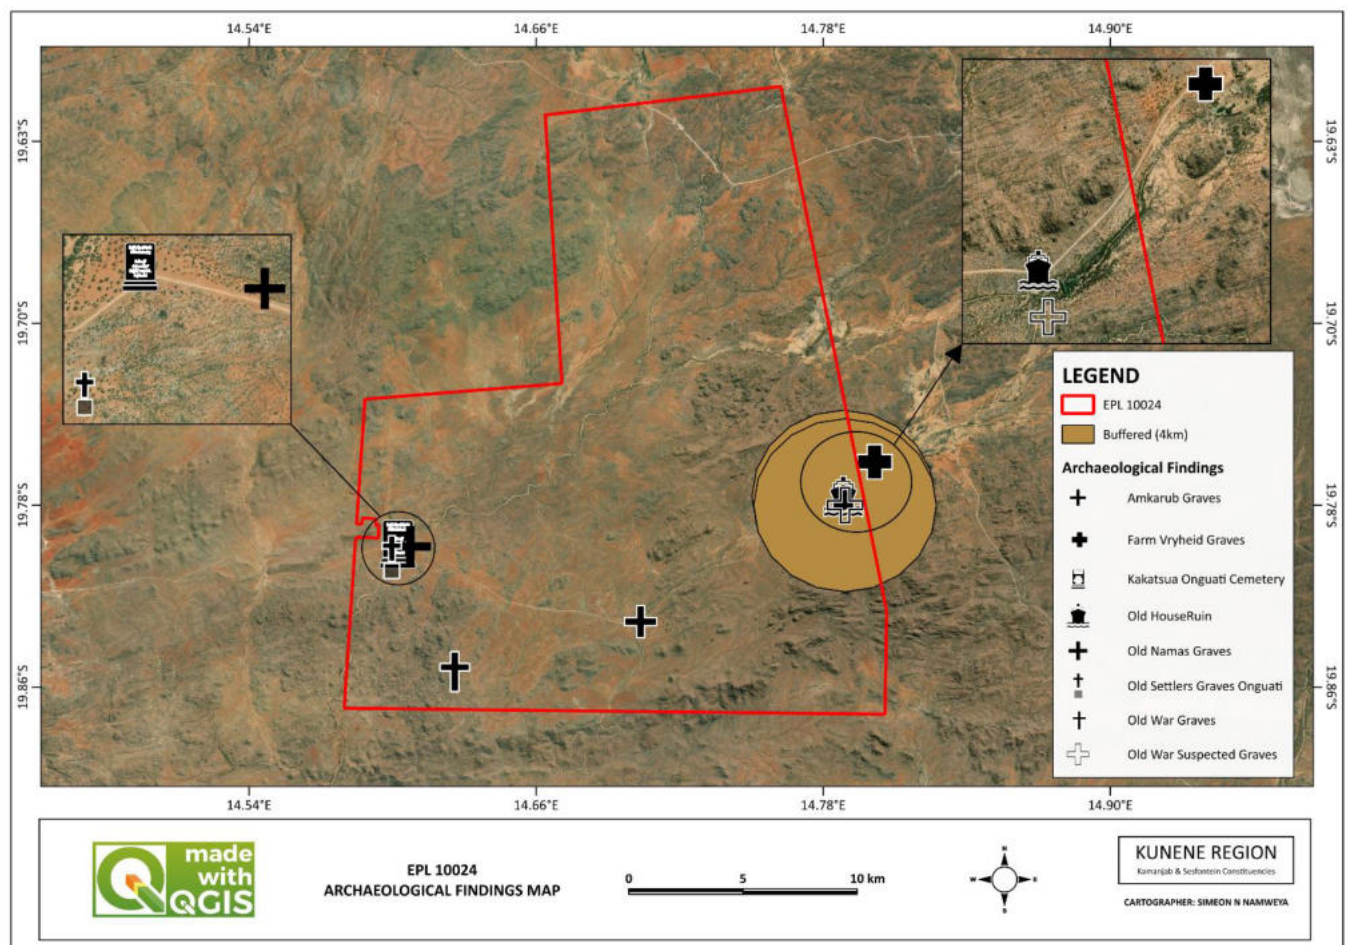 14.54°E
14.66°E
14.78°E
14.90°E
19.63°S
19.63°S
19.70°S
19.70°S
19.78°S
19.78°S
19.86°S
19.86°S
LEGEND
EPL 10024
Buffered (4km)
Archaeological Findings
Amkarub Graves
Farm Vryheid Graves
Kakatsua Onguati Cemetery
Old HouseRuin
Old Namas Graves
Old Settlers Graves Onguati
Old War Graves
Old War Suspected Graves
14.54°E
14.66°E
14.78°E
14.90°E
made
with
QGIS
EPL 10024
ARCHAEOLOGICAL FINDINGS MAP
0
5
10 km
N
W
E
S
KUNENE REGION
Kamanjab & Sesfontein Constituencies
CARTOGRAPHER: SIMEON N NAMWEYA